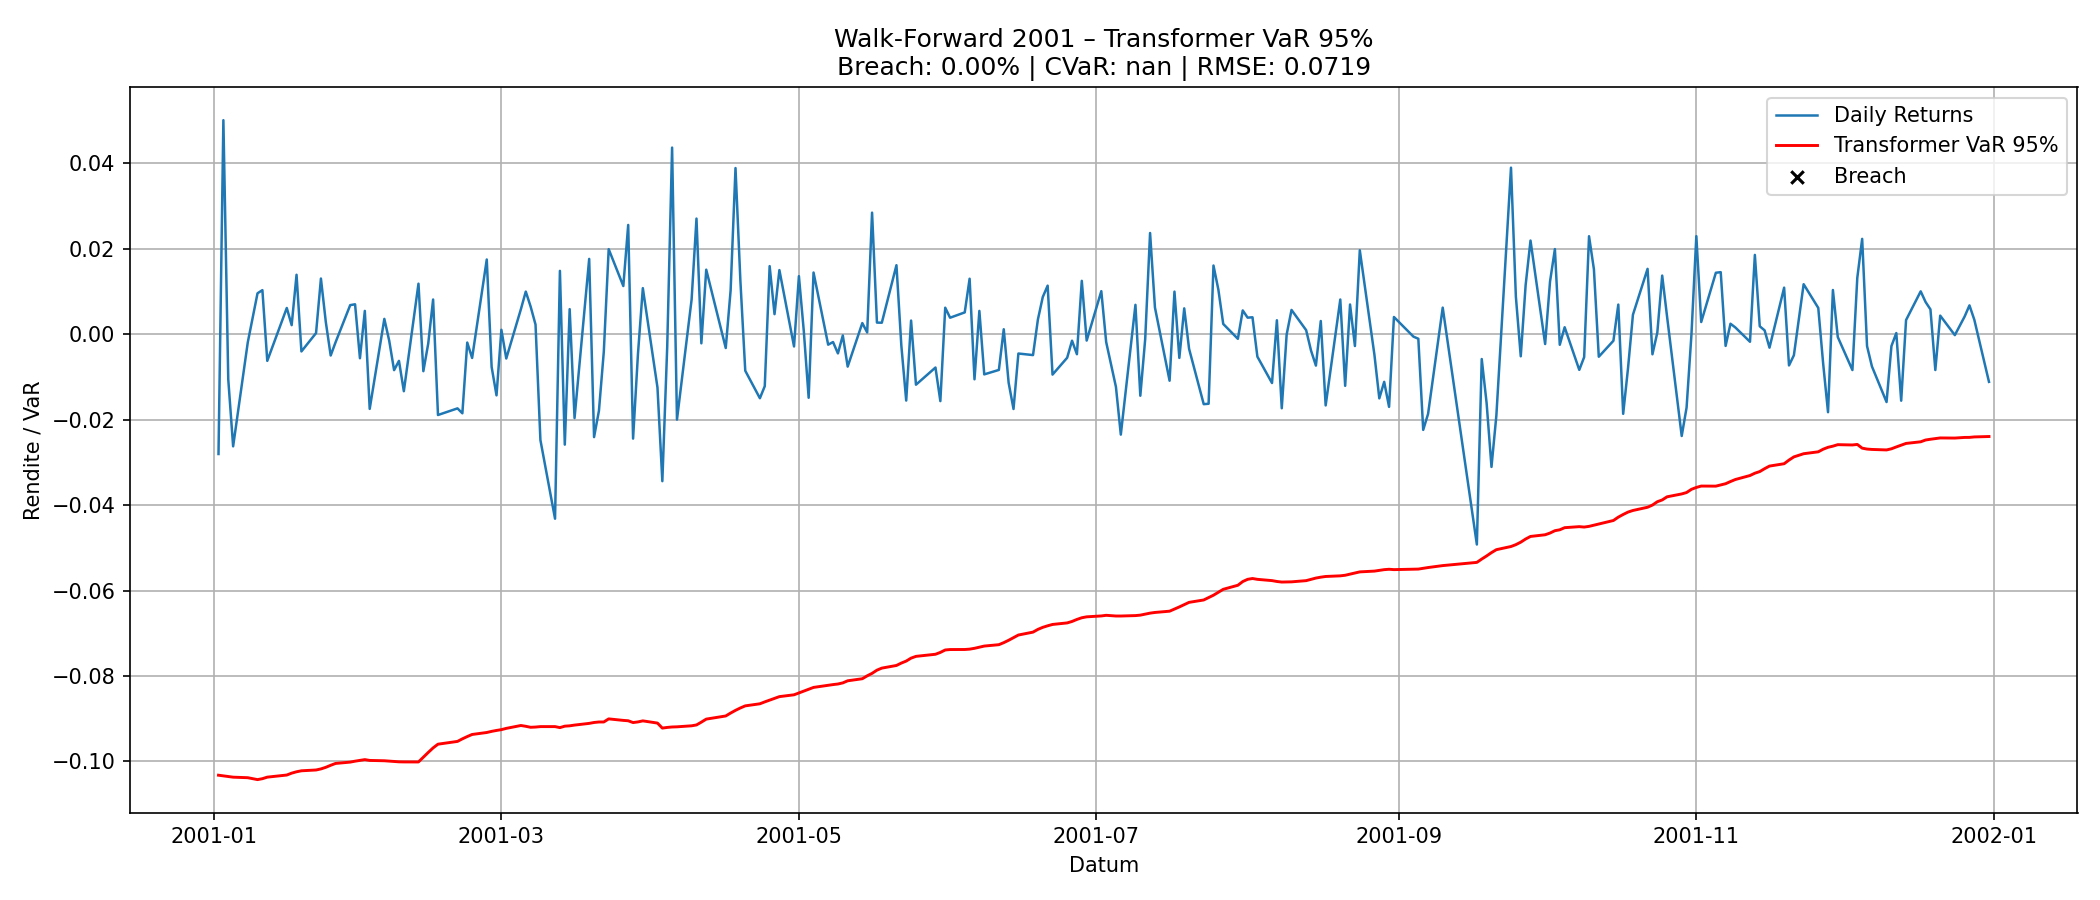 Walk-Forward 2001 – Transformer VaR 95%
Breach: 0.00% | CVaR: nan | RMSE: 0.0719
Daily Returns
Transformer VaR 95%
Breach
Rendite / VaR
0.04
0.02
0.00
−0.02
−0.04
−0.06
−0.08
−0.10
2001-01
2001-03
2001-05
2001-07
2001-09
2001-11
2002-01
Datum